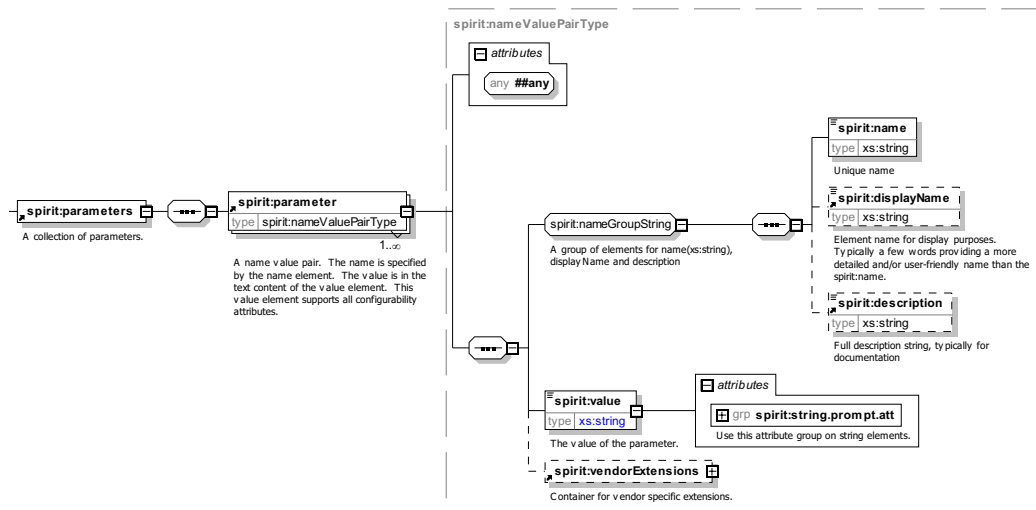 spirit:nameValuePairType
attributes
any ##any
spirit:name
type xs:string
Unique name
spirit:parameters
A collection of parameters.
spirit:parameter
type spirit:nameValuePairType
1..∞
A name value pair. The name is specified
by the name element. The value is in the
text content of the value element. This
value element supports all configurability
attributes.
spirit:nameGroupString
A group of elements for name(xs:string),
displayName and description
spirit:displayName
type xs:string
Element name for display purposes.
Typically a few words providing a more
detailed and/or user-friendly name than the
spirit:name.
spirit:description
type xs:string
Full description string, typically for
documentation
spirit:value
type xs:string
The value of the parameter.
attributes
grp spirit:string.prompt.att
Use this attribute group on string elements.
spirit:vendorExtensions
Container for vendor specific extensions.